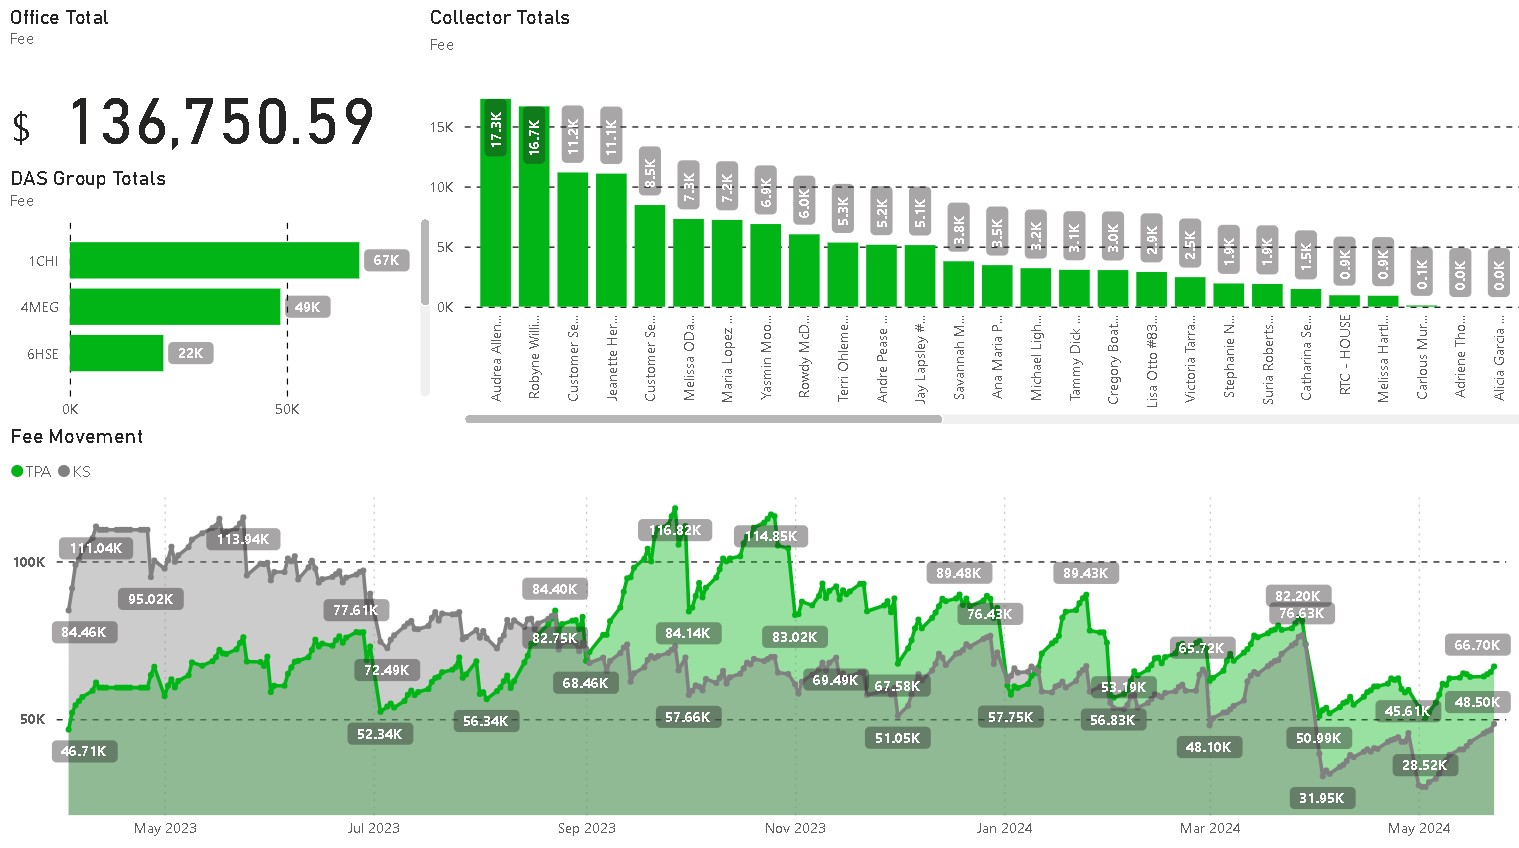 Office Total
Fee
$ 136,750.59
DAS Group Totals
Fee
1CHI
67K
4MEG
49K
6HSE
22K
0K
50K
Collector Totals
Fee
15K
10K
5K
0K
17.3K
16.7K
11.2K
11.1K
8.5K
7.3K
7.2K
6.9K
6.0K
5.3K
5.2K
5.1K
3.8K
3.5K
3.2K
3.1K
3.0K
2.9K
2.5K
1.9K
1.9K
1.5K
0.9K
0.9K
0.1K
0.0K
0.0K
Audrea Allen...
Robyne Willi...
Customer Se...
Jeanette Her...
Customer Se...
Melissa ODa...
Maria Lopez ...
Yasmin Moo...
Rowdy McD...
Terri Ohleme...
Andre Pease ...
Jay Lapsley #...
Savannah M...
Ana Maria P...
Michael Ligh...
Tammy Dick ...
Cregory Boat...
Lisa Otto #83...
Victoria Tarra...
Stephanie N...
Suria Roberts...
Catharina Se...
RTC - HOUSE
Melissa Hartl...
Carlous Mur...
Adriene Tho...
Alicia Garcia ...
Fee Movement
TPA KS
100K
50K
111.04K
95.02K
84.46K
46.71K
113.94K
77.61K
72.49K
52.34K
56.34K
84.40K
82.75K
68.46K
116.82K
84.14K
57.66K
114.85K
83.02K
69.49K
67.58K
51.05K
89.48K
76.43K
57.75K
89.43K
53.19K
56.83K
65.72K
48.10K
82.20K
76.63K
50.99K
31.95K
45.61K
28.52K
66.70K
48.50K
May 2023
Jul 2023
Sep 2023
Nov 2023
Jan 2024
Mar 2024
May 2024